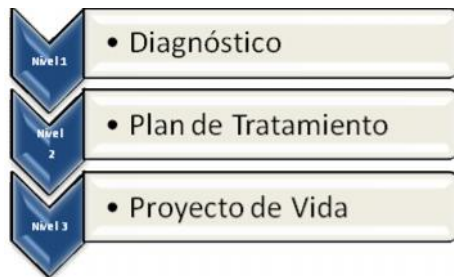 Nivel 1
• Diagnóstico
Nivel
2
• Plan de Tratamiento
Nivel 3
• Proyecto de Vida